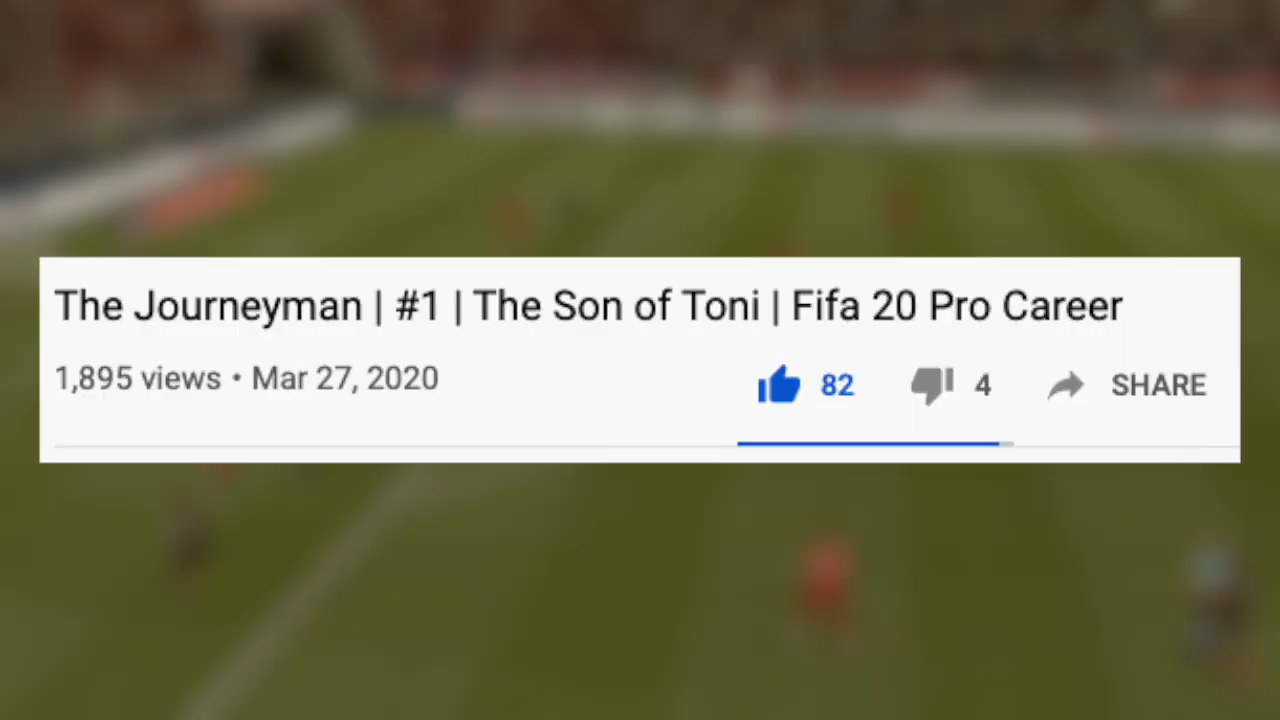 The Journeyman | #1 | The Son of Toni | Fifa 20 Pro Career
1,895 views • Mar 27, 2020 82 4 SHARE